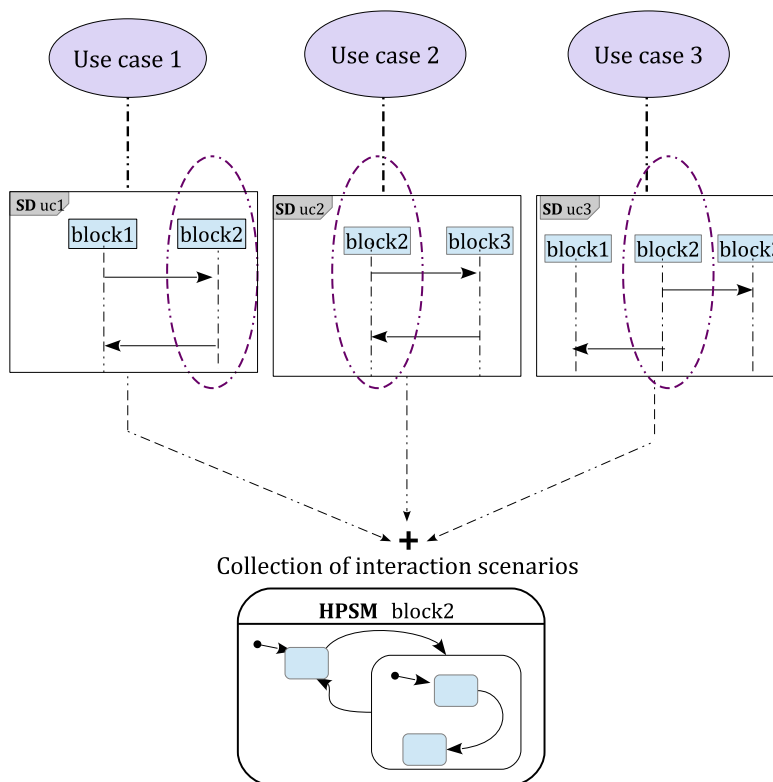 Use case 1
Use case 2
Use case 3
SD uc1
block1
block2
SD uc2
block2
block3
SD uc3
block1
block2
block3
+
Collection of interaction scenarios
HPSM block2